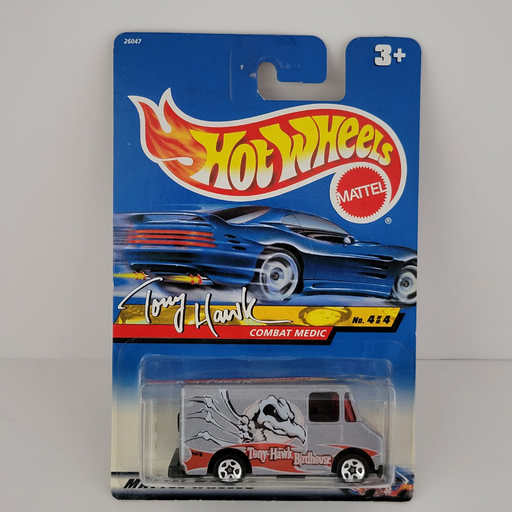 26047
3+
Hot Wheels
MATTEL
®
Tony Hawk
No. 4 OF 4
COMBAT MEDIC
Tony-Hawk
Birdhouse